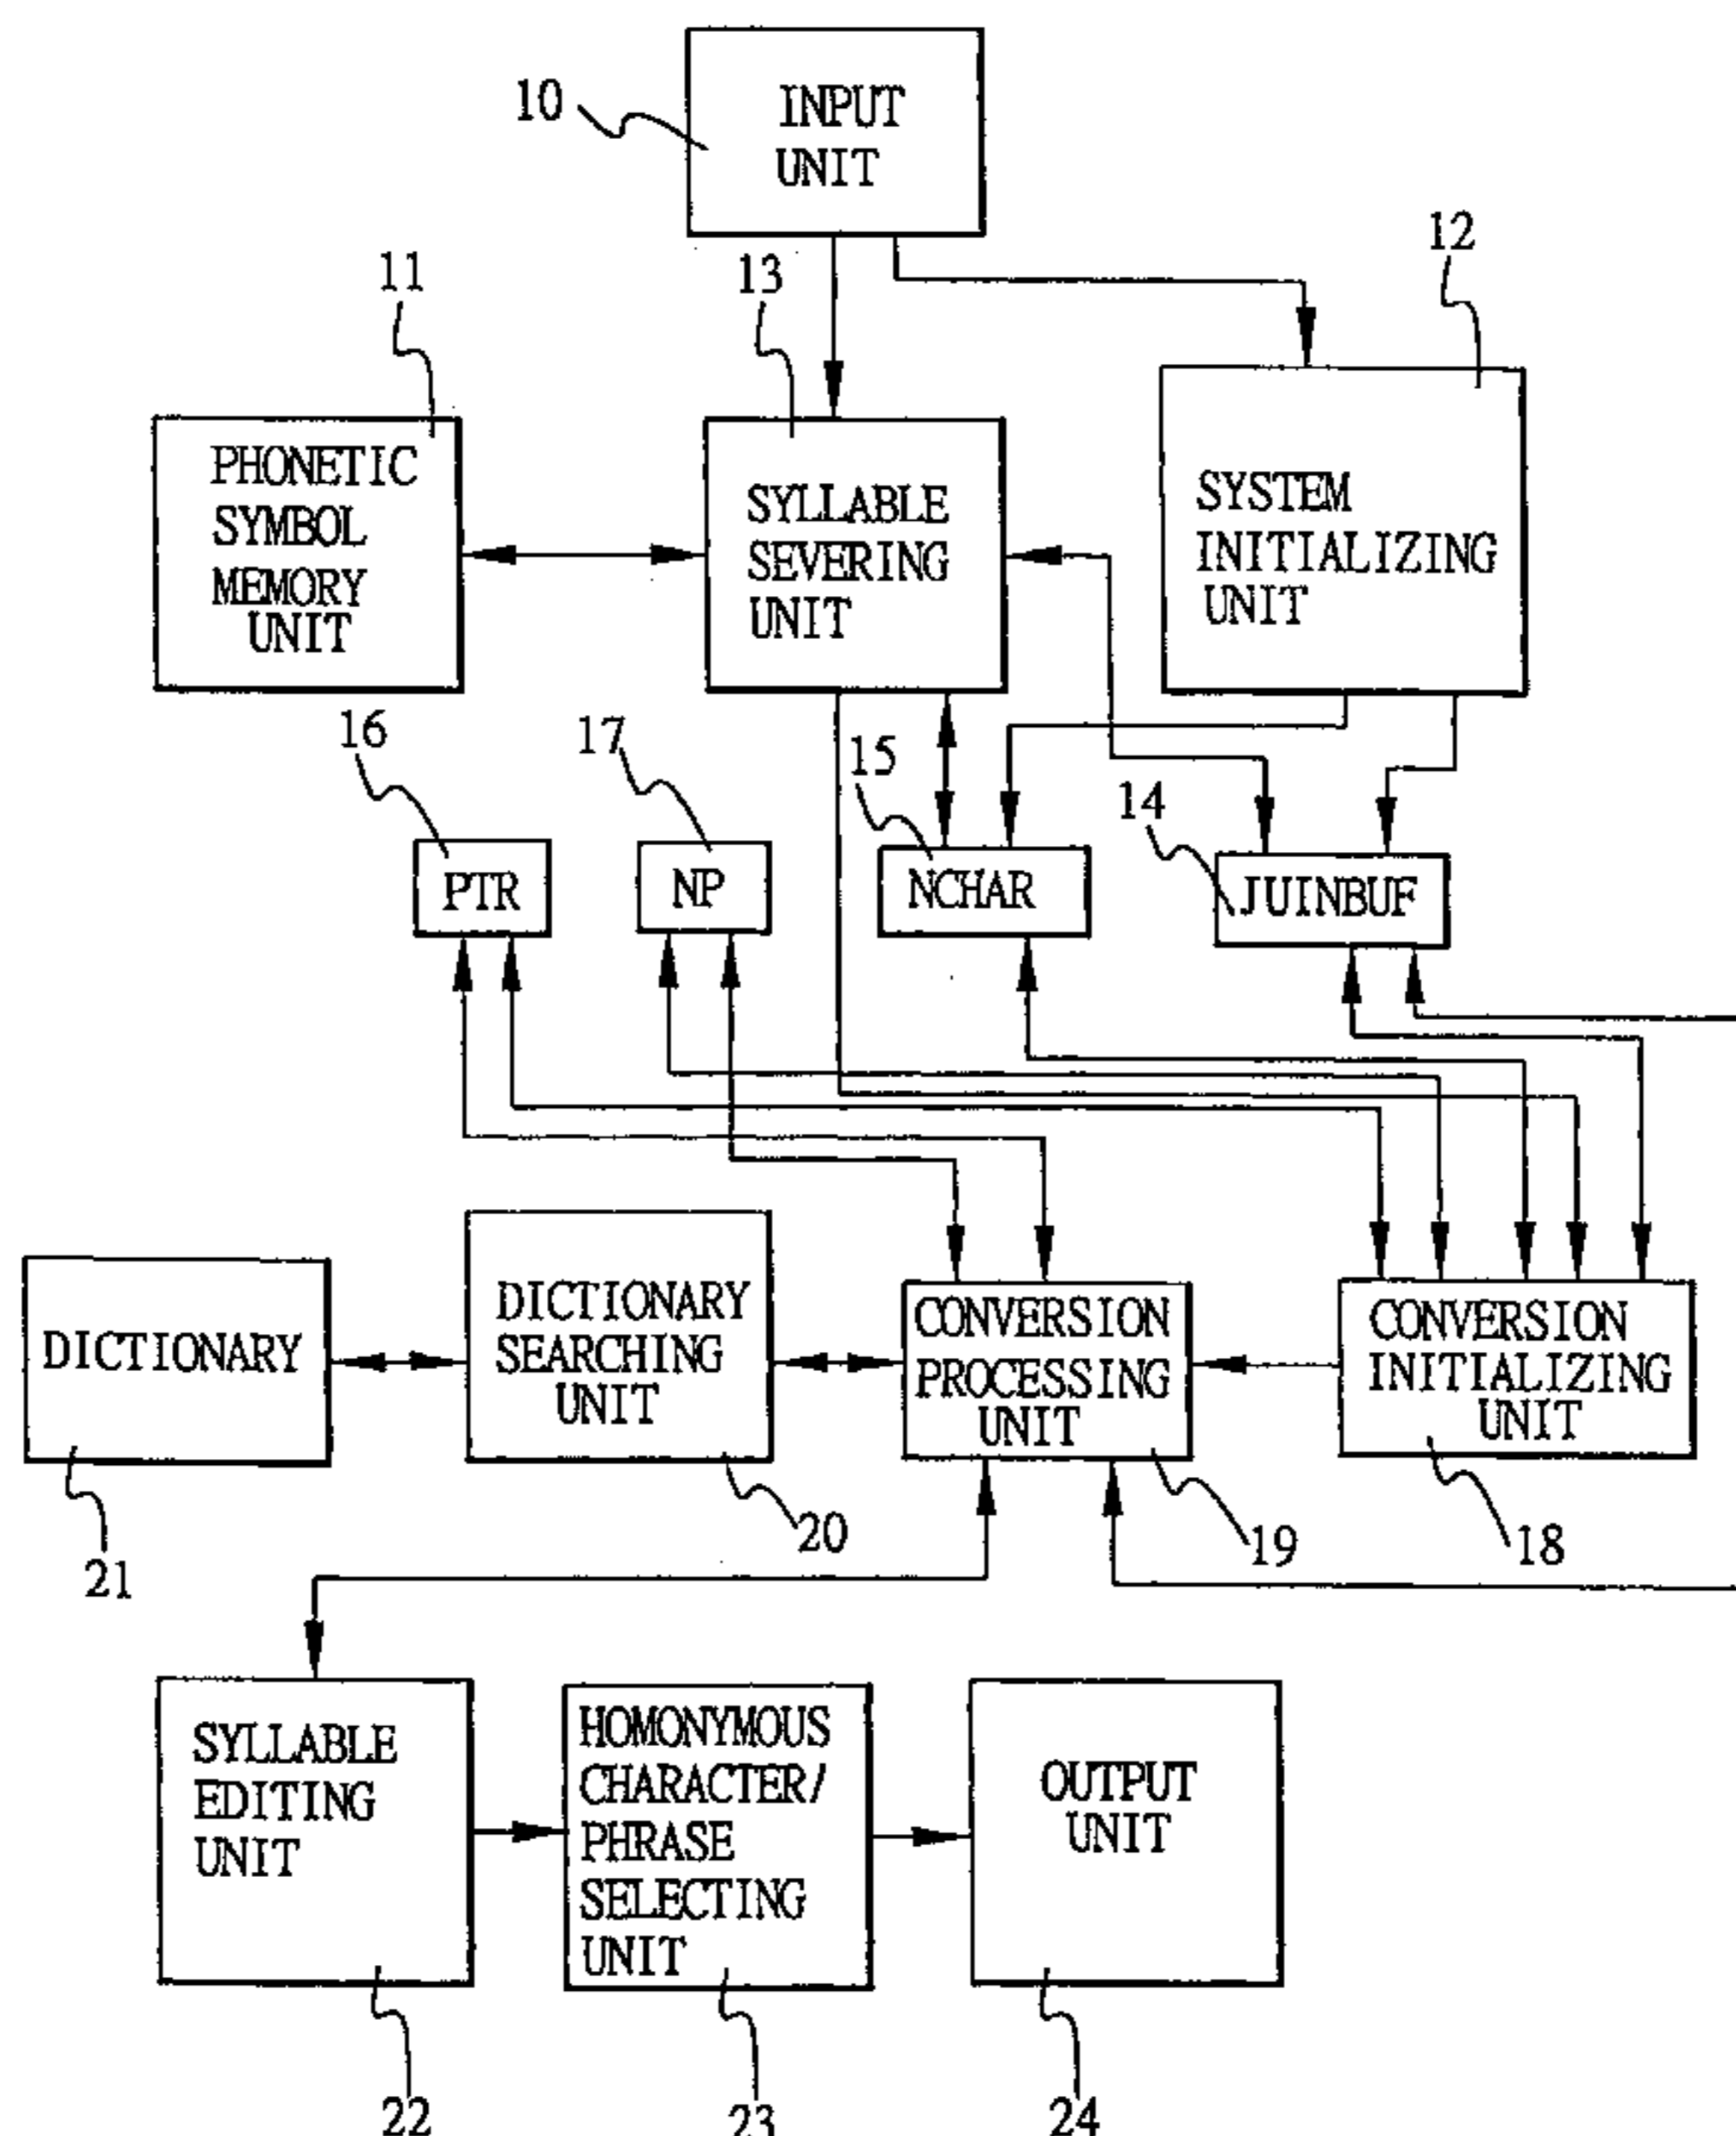 10
INPUT
UNIT
12
11
13
PHONETIC
SYMBOL
MEMORY
UNIT
SYLLABLE
SEVERING
UNIT
SYSTEM
INITIALIZING
UNIT
16
17
15
14
PTR
NP
NCHAR
JUINBUF
DICTIONARY
DICTIONARY
SEARCHING
UNIT
CONVERSION
PROCESSING
UNIT
CONVERSION
INITIALIZING
UNIT
21
20
19
18
SYLLABLE
EDITING
UNIT
HOMONYMOUS
CHARACTER/
PHRASE
SELECTING
UNIT
OUTPUT
UNIT
22
23
24